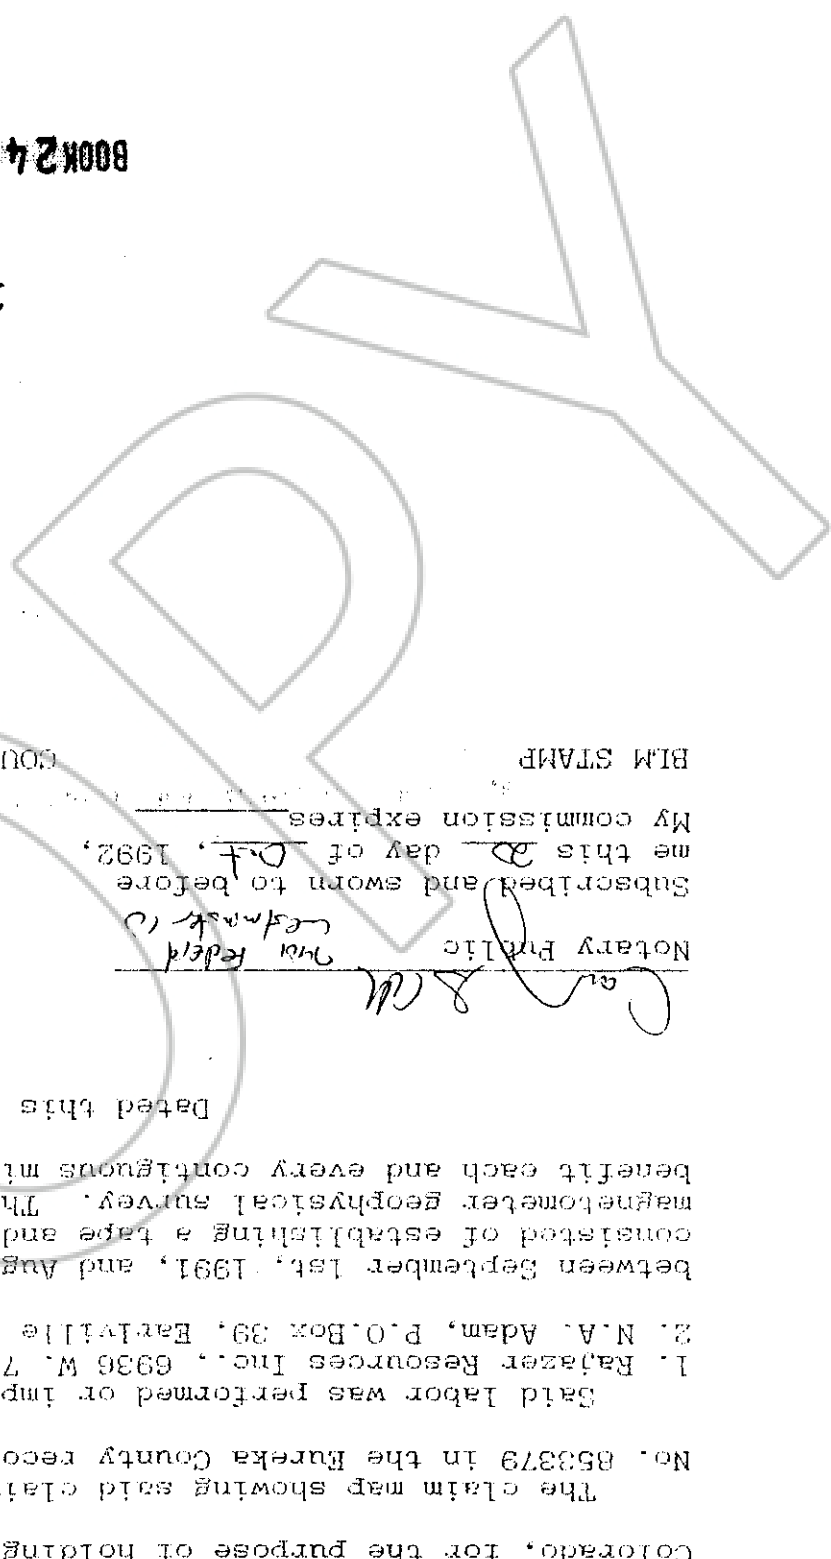 Colorado, for the purpose of holding
The claim map showing said clai
No. 853379 in the Eureka County reco
Said labor was performed or imp
1. Rajazer Resources Inc., 6936 W. 7
2. N.A. Adam, P.O.Box 39, Earlville
between September 1st, 1991, and Aug
consisted of establishing a tape and
magnetometer geophysical survey. Th
benefit each and every contiguous mi
Dated this
Federal
Notary Public
Subscribed and sworn to before
me this day of Oct, 1992,
My commission expires
BLM STAMP COU
BOOK 24
OPY